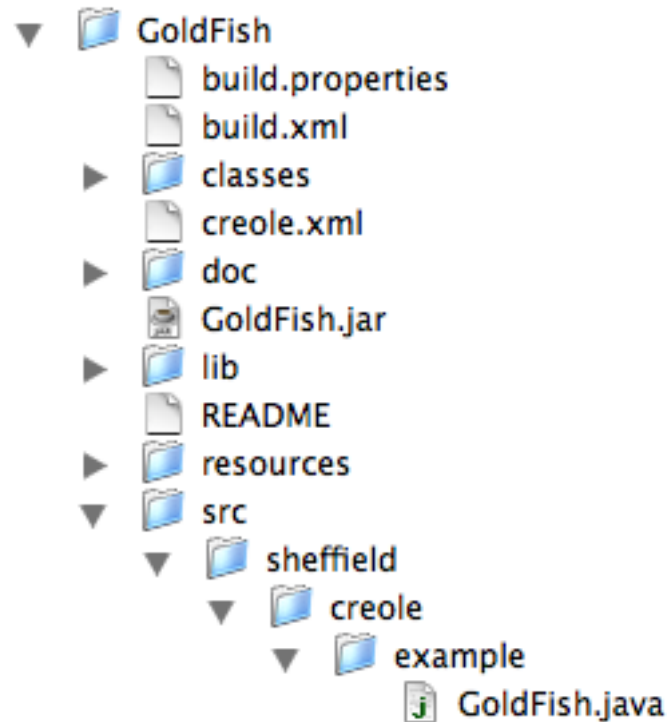 GoldFish
build.properties
build.xml
classes
creole.xml
doc
GoldFish.jar
lib
README
resources
src
sheffield
creole
example
GoldFish.java